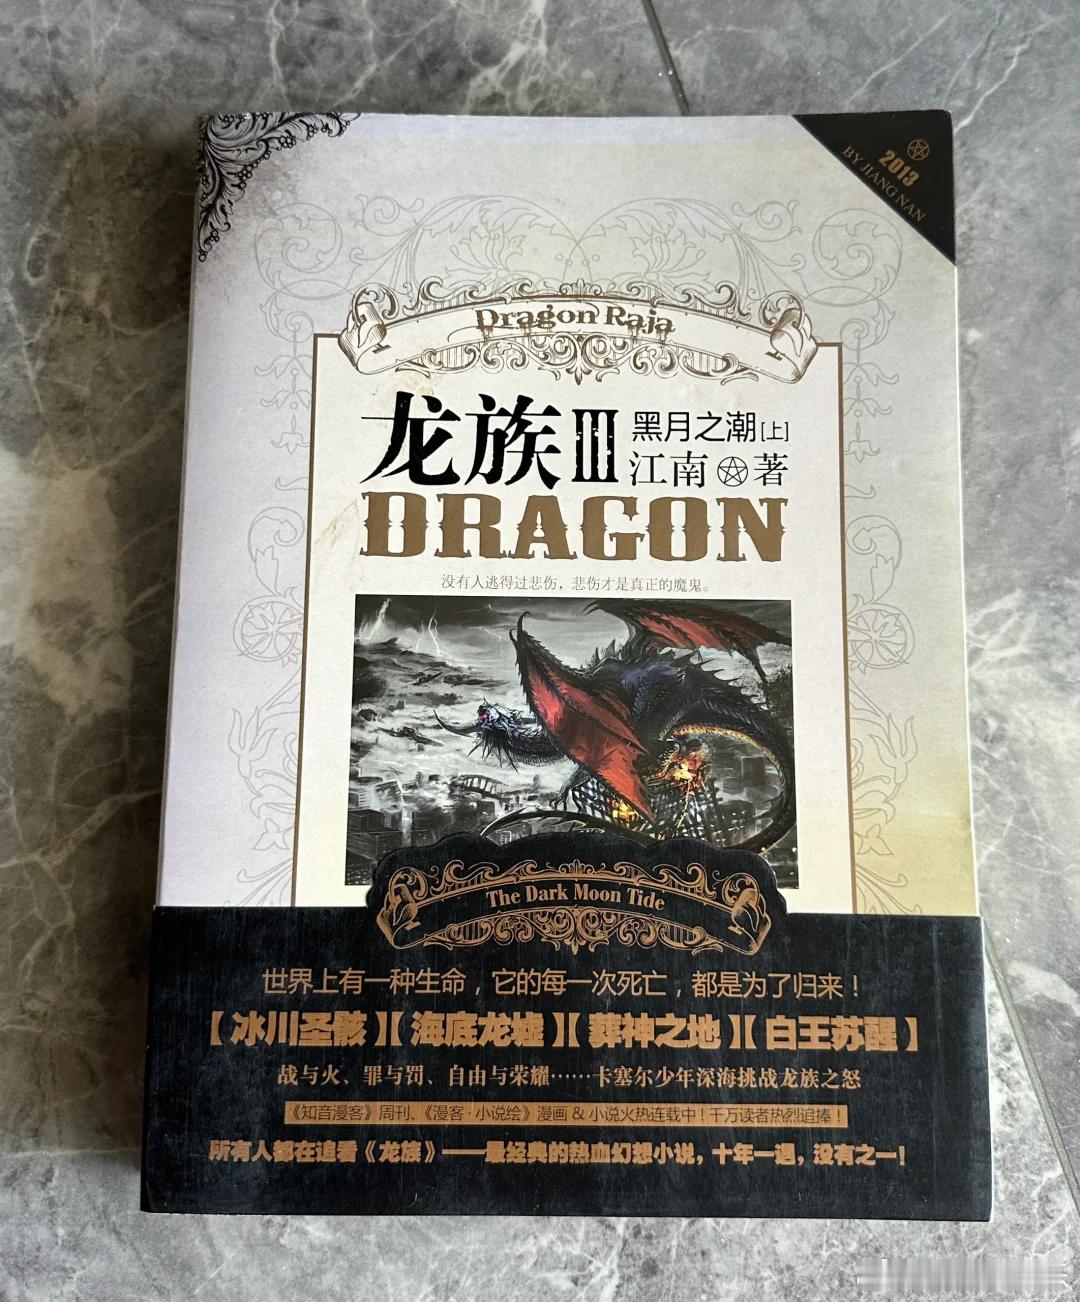 2013
BY JIANG NAN
Dragon Raja
龙族III 黑月之潮[上]
江南 著
DRAGON
没有人逃得过悲伤，悲伤才是真正的魔鬼。
The Dark Moon Tide
世界上有一种生命，它的每一次死亡，都是为了归来！
【冰川圣骸】【海底龙墟】【葬神之地】【白王苏醒】
战与火、罪与罚、自由与荣耀……卡塞尔少年深海挑战龙族之怒
《知音漫客》周刊、《漫客·小说绘》漫画 & 小说火热连载中！千万读者热烈追捧！
所有人都在追看《龙族》——最经典的热血幻想小说，十年一遇，没有之一！